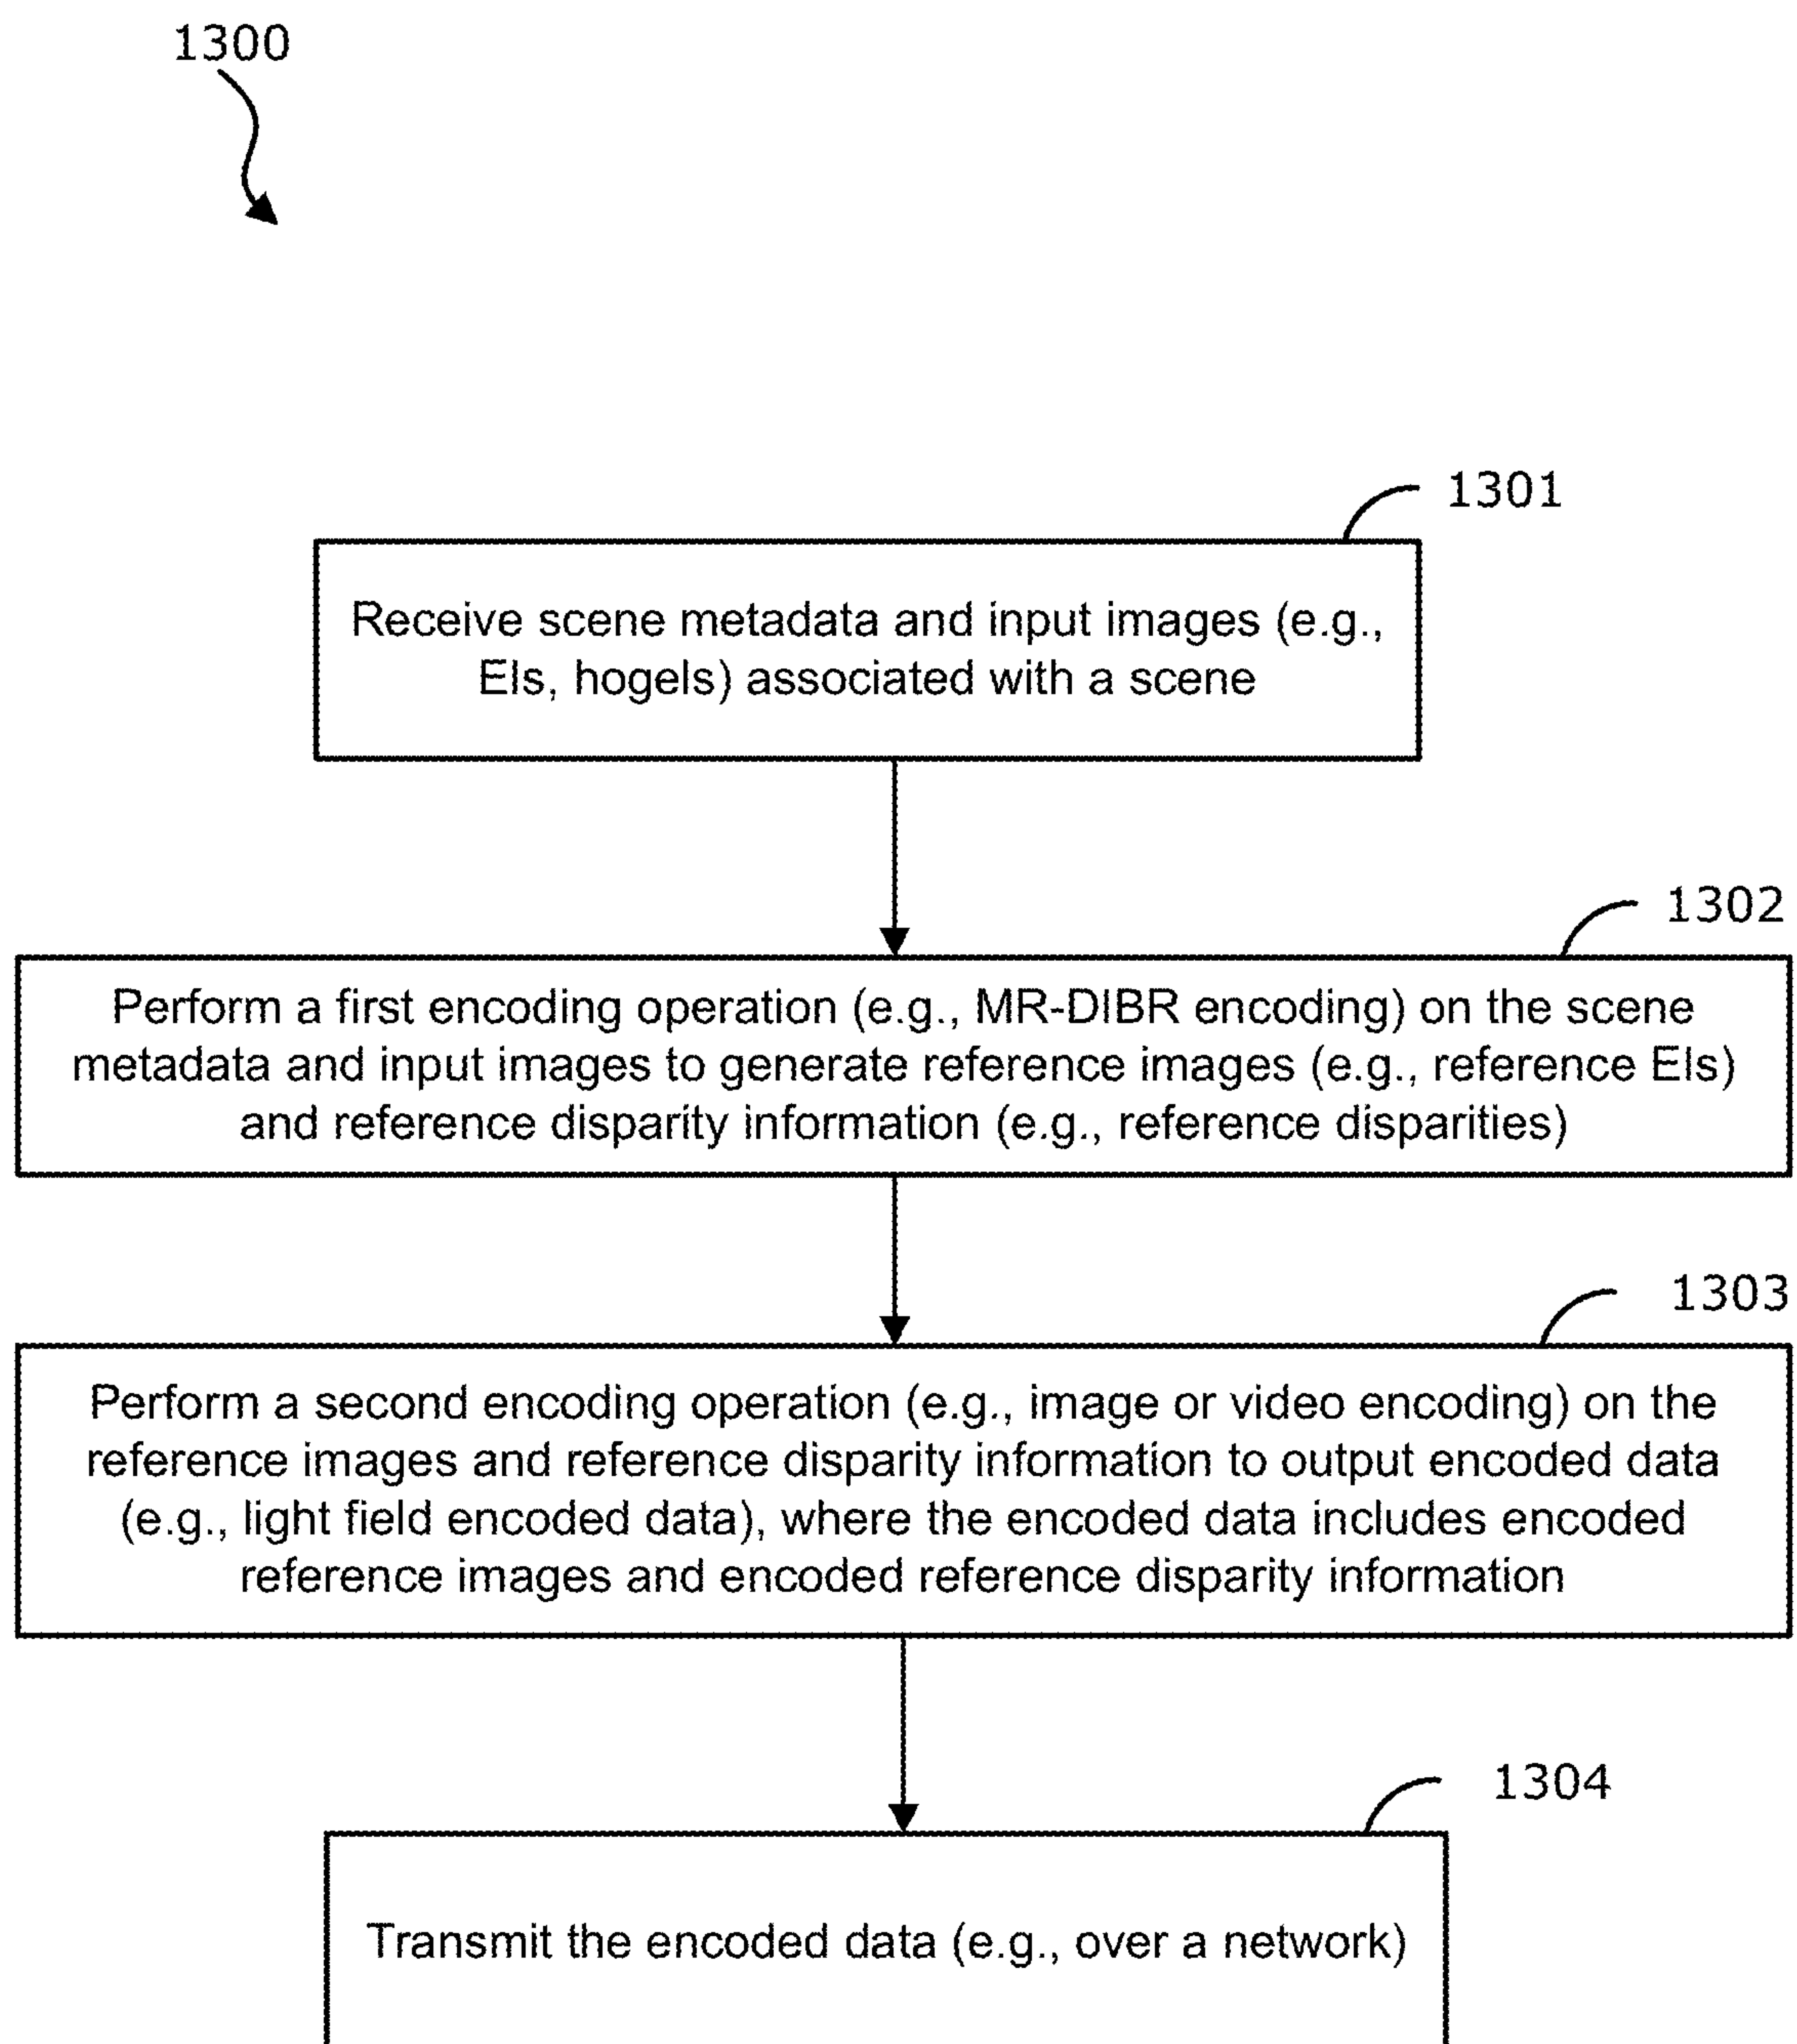 1300
1301
Receive scene metadata and input images (e.g.,
EIs, hogels) associated with a scene
1302
Perform a first encoding operation (e.g., MR-DIBR encoding) on the scene
metadata and input images to generate reference images (e.g., reference EIs)
and reference disparity information (e.g., reference disparities)
1303
Perform a second encoding operation (e.g., image or video encoding) on the
reference images and reference disparity information to output encoded data
(e.g., light field encoded data), where the encoded data includes encoded
reference images and encoded reference disparity information
1304
Transmit the encoded data (e.g., over a network)